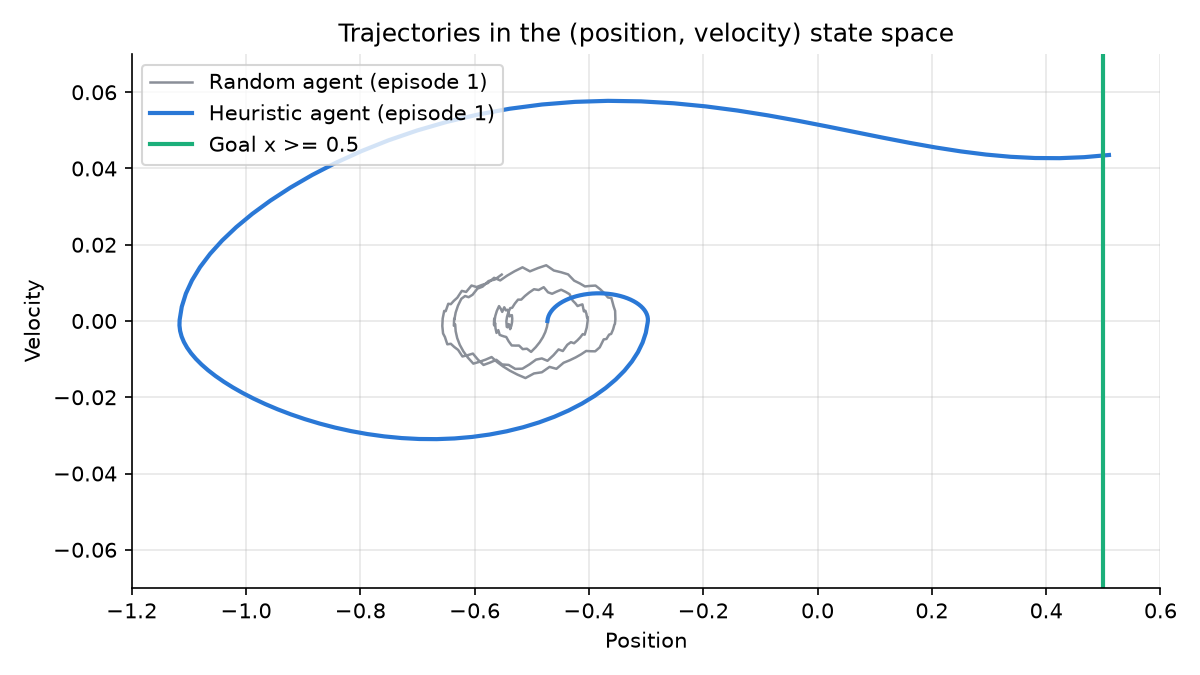 Trajectories in the (position, velocity) state space
Random agent (episode 1)
Heuristic agent (episode 1)
Goal x >= 0.5
0.06
0.04
0.02
0.00
−0.02
−0.04
−0.06
Velocity
−1.2 −1.0 −0.8 −0.6 −0.4 −0.2 0.0 0.2 0.4 0.6
Position